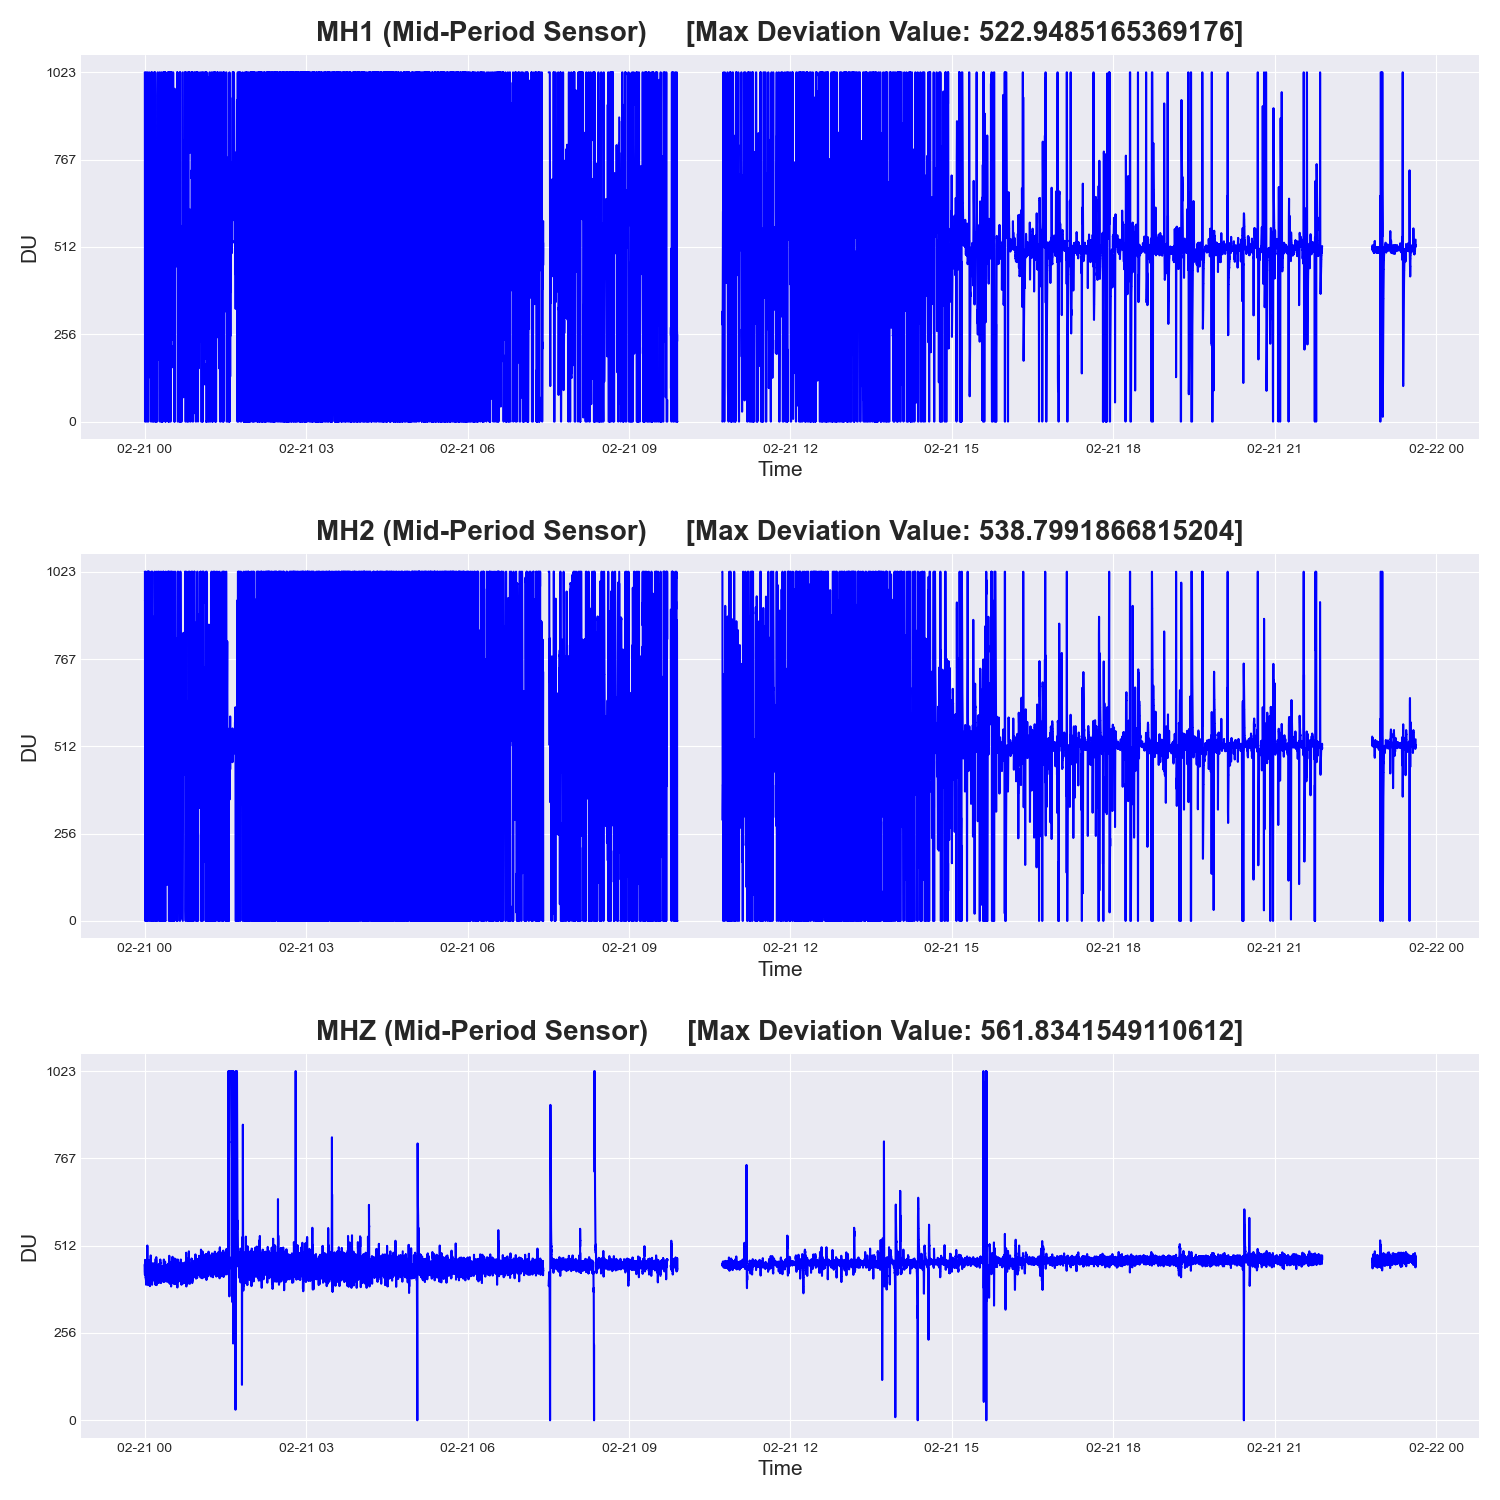 MH1 (Mid-Period Sensor) [Max Deviation Value: 522.9485165369176]
1023
767
512
256
0
DU
02-21 00 02-21 03 02-21 06 02-21 09 02-21 12 02-21 15 02-21 18 02-21 21 02-22 00
Time
MH2 (Mid-Period Sensor) [Max Deviation Value: 538.7991866815204]
1023
767
512
256
0
DU
02-21 00 02-21 03 02-21 06 02-21 09 02-21 12 02-21 15 02-21 18 02-21 21 02-22 00
Time
MHZ (Mid-Period Sensor) [Max Deviation Value: 561.8341549110612]
1023
767
512
256
0
DU
02-21 00 02-21 03 02-21 06 02-21 09 02-21 12 02-21 15 02-21 18 02-21 21 02-22 00
Time